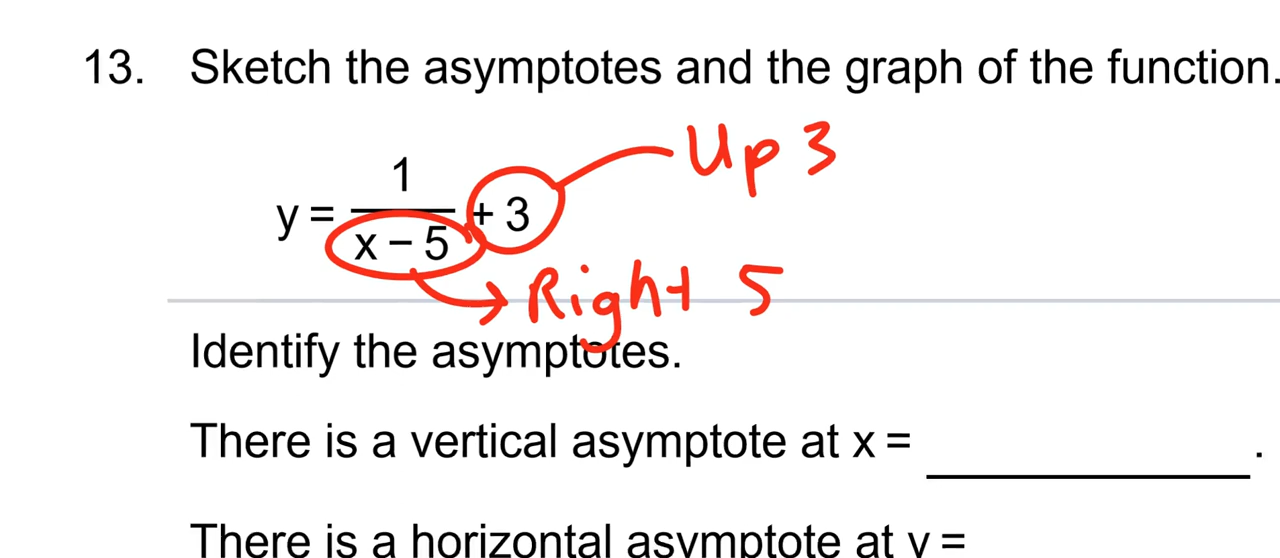 13. Sketch the asymptotes and the graph of the function.
Up 3
y = 1 / (x − 5) + 3
Right 5
Identify the asymptotes.
There is a vertical asymptote at x = ________.
There is a horizontal asymptote at y =